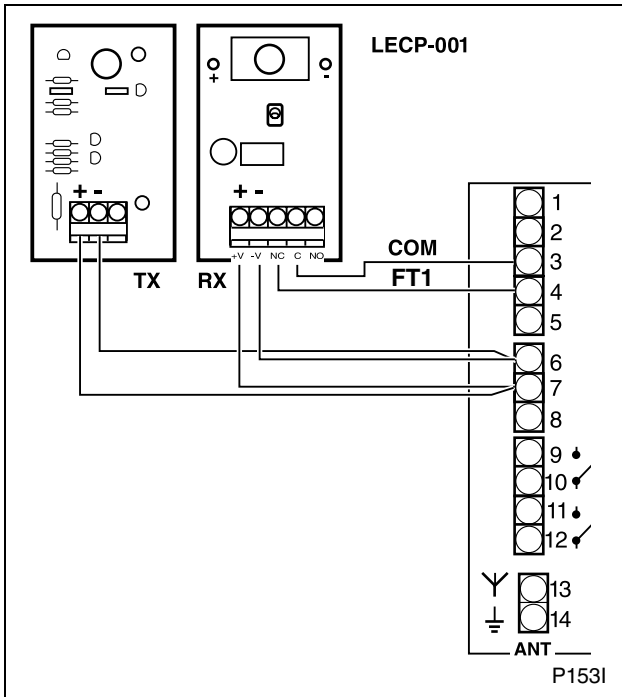 LECP-001
+ -
+ -
TX
+ -
+V -V NC C NO
RX
COM
FT1
1
2
3
4
5
6
7
8
9
10
11
12
13
14
ANT
P153I